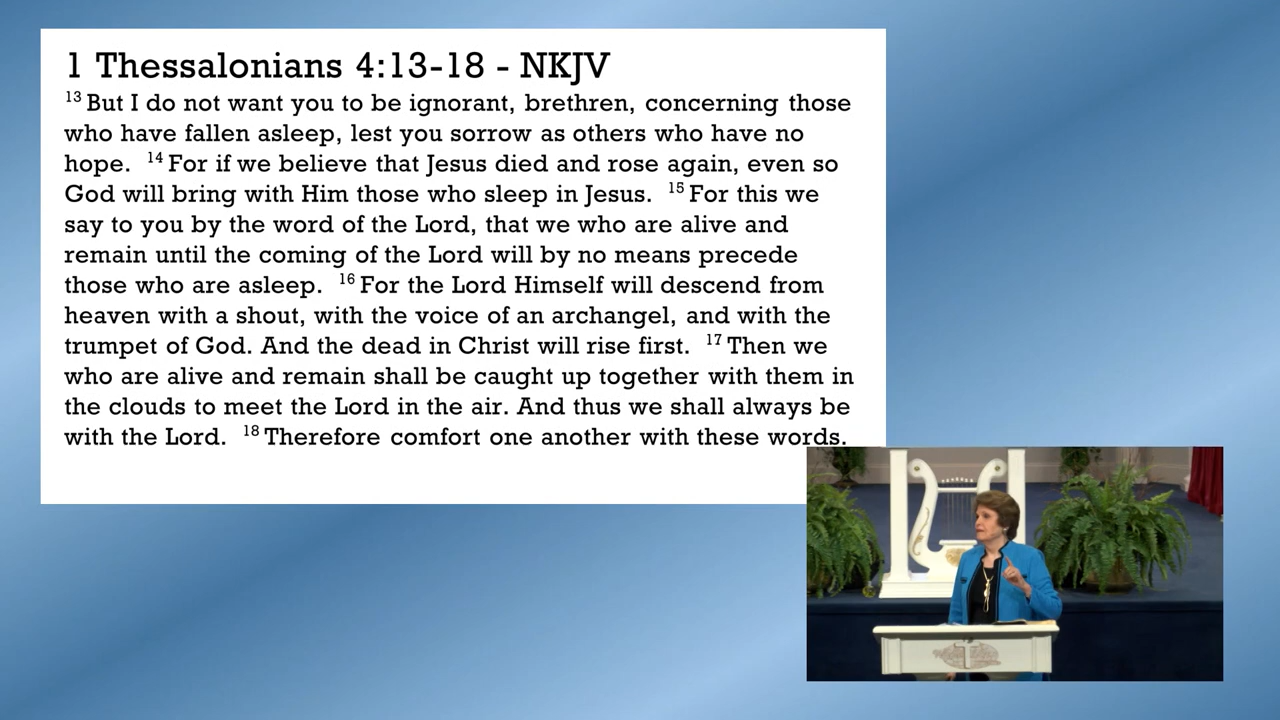 1 Thessalonians 4:13-18 - NKJV
13 But I do not want you to be ignorant, brethren, concerning those
who have fallen asleep, lest you sorrow as others who have no
hope. 14 For if we believe that Jesus died and rose again, even so
God will bring with Him those who sleep in Jesus. 15 For this we
say to you by the word of the Lord, that we who are alive and
remain until the coming of the Lord will by no means precede
those who are asleep. 16 For the Lord Himself will descend from
heaven with a shout, with the voice of an archangel, and with the
trumpet of God. And the dead in Christ will rise first. 17 Then we
who are alive and remain shall be caught up together with them in
the clouds to meet the Lord in the air. And thus we shall always be
with the Lord. 18 Therefore comfort one another with these words.